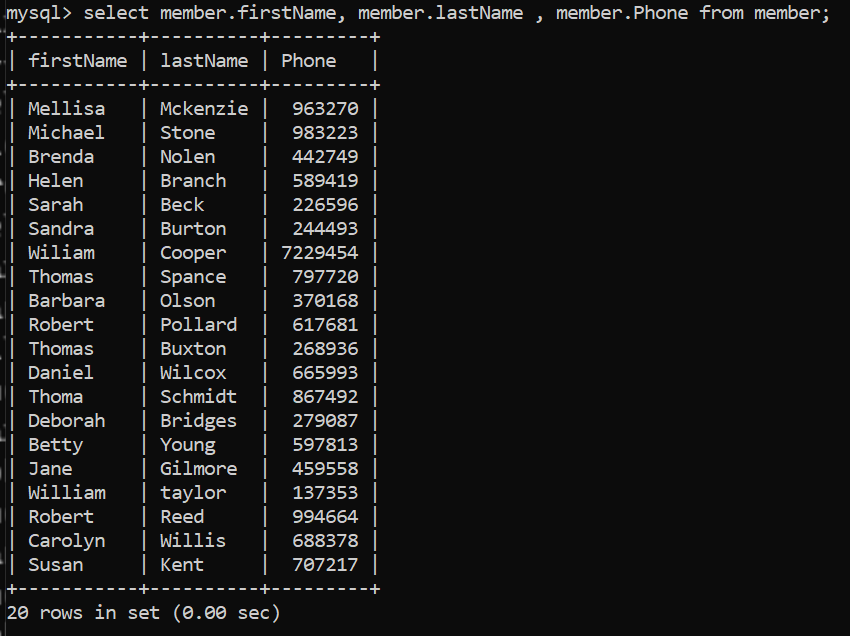 mysql> select member.firstName, member.lastName , member.Phone from member;
+-----------+----------+---------+
| firstName | lastName | Phone   |
+-----------+----------+---------+
| Mellisa   | Mckenzie |  963270 |
| Michael   | Stone    |  983223 |
| Brenda    | Nolen    |  442749 |
| Helen     | Branch   |  589419 |
| Sarah     | Beck     |  226596 |
| Sandra    | Burton   |  244493 |
| Wiliam    | Cooper   | 7229454 |
| Thomas    | Spance   |  797720 |
| Barbara   | Olson    |  370168 |
| Robert    | Pollard  |  617681 |
| Thomas    | Buxton   |  268936 |
| Daniel    | Wilcox   |  665993 |
| Thoma     | Schmidt  |  867492 |
| Deborah   | Bridges  |  279087 |
| Betty     | Young    |  597813 |
| Jane      | Gilmore  |  459558 |
| William   | taylor   |  137353 |
| Robert    | Reed     |  994664 |
| Carolyn   | Willis   |  688378 |
| Susan     | Kent     |  707217 |
+-----------+----------+---------+
20 rows in set (0.00 sec)